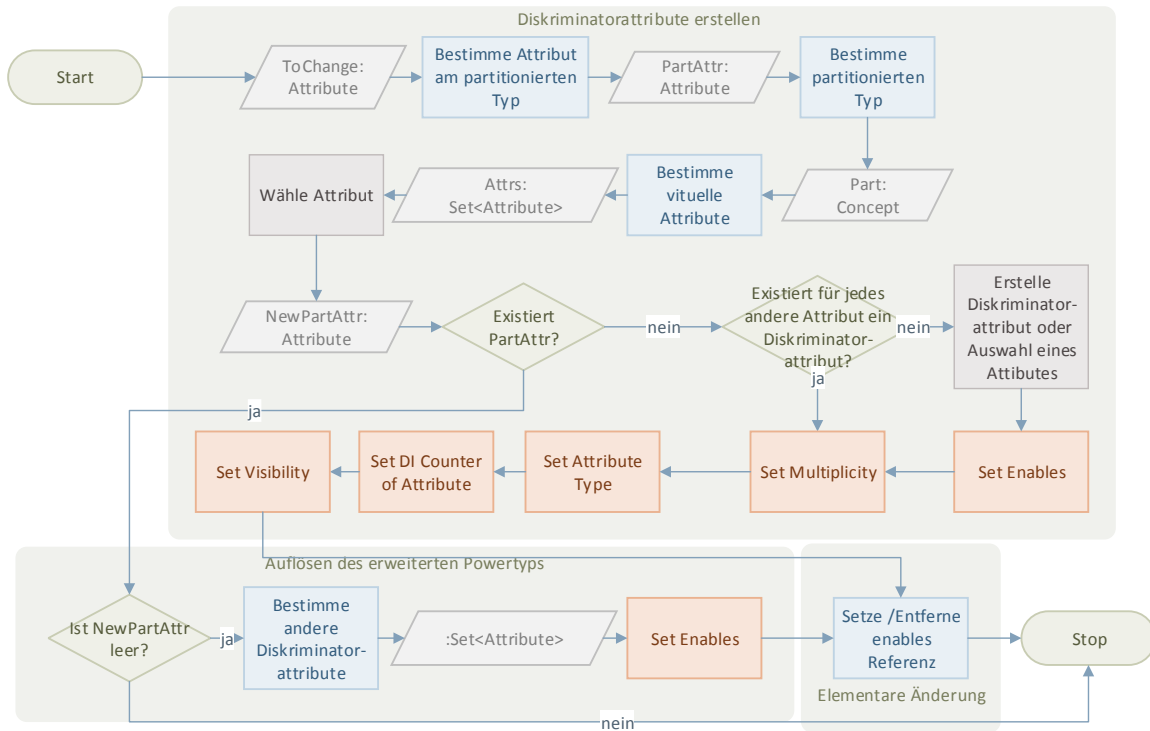 Diskriminatorattribute erstellen
Start
ToChange:
Attribute
Bestimme Attribut
am partitionierten
Typ
PartAttr:
Attribute
Bestimme
partitionierten
Typ
Wähle Attribut
Attrs:
Set<Attribute>
Bestimme
vituelle
Attribute
Part:
Concept
NewPartAttr:
Attribute
Existiert
PartAttr?
nein
Existiert für jedes
andere Attribut ein
Diskriminator-
attribut?
nein
Erstelle
Diskriminator-
attribut oder
Auswahl eines
Attibutes
ja
ja
Set Visibility
Set DI Counter
of Attribute
Set Attribute
Type
Set Multiplicity
Set Enables
Auflösen des erweiterten Powertyps
Ist NewPartAttr
leer?
ja
Bestimme
andere
Diskriminator-
attribute
:Set<Attribute>
Set Enables
Setze /Entferne
enables
Referenz
Stop
Elementare Änderung
nein